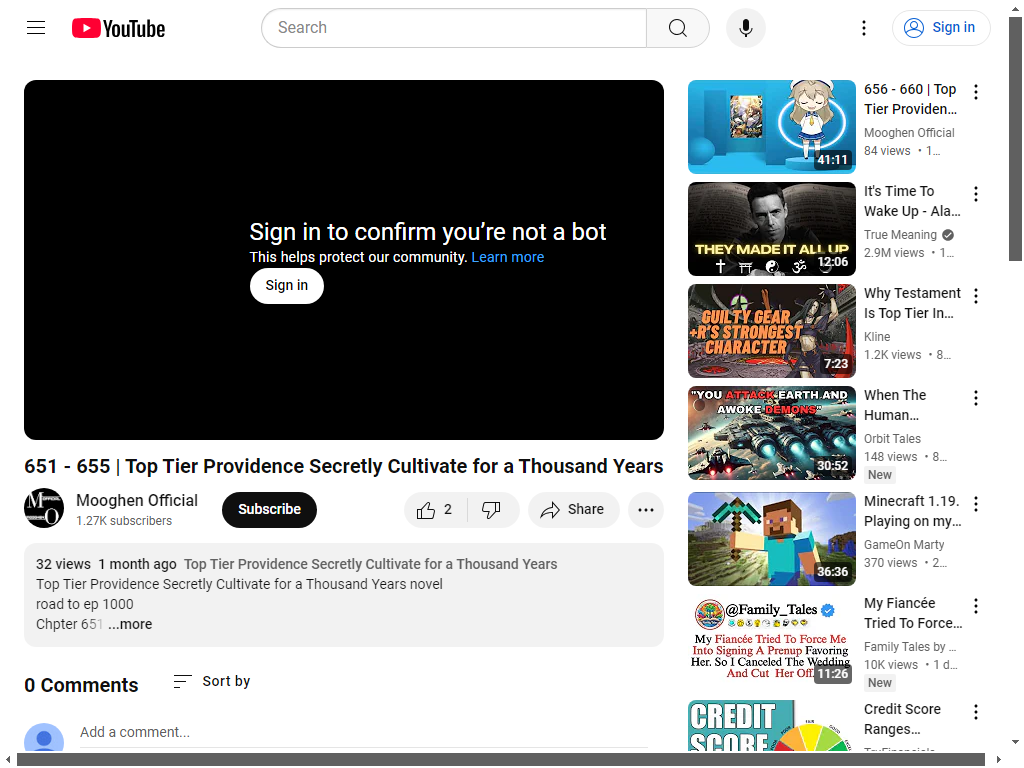 YouTube
Search
Sign in
Sign in to confirm you're not a bot
This helps protect our community. Learn more
Sign in
651 - 655 | Top Tier Providence Secretly Cultivate for a Thousand Years
Mooghen Official
1.27K subscribers
Subscribe
2
Share
32 views 1 month ago Top Tier Providence Secretly Cultivate for a Thousand Years
Top Tier Providence Secretly Cultivate for a Thousand Years novel
road to ep 1000
Chpter 651 ...more
0 Comments
Sort by
Add a comment...
41:11
656 - 660 | Top
Tier Providen...
Mooghen Official
84 views • 1...
THEY MADE IT ALL UP
12:06
It's Time To
Wake Up - Ala...
True Meaning
2.9M views • 1...
GUILTY GEAR
+R'S STRONGEST
CHARACTER
7:23
Why Testament
Is Top Tier In...
Kline
1.2K views • 8...
"YOU ATTACK EARTH AND
AWOKE DEMONS"
30:52
When The
Human...
Orbit Tales
148 views • 8...
New
36:36
Minecraft 1.19.
Playing on my...
GameOn Marty
370 views • 2...
@Family_Tales
My Fiancée Tried To Force Me
Into Signing A Prenup Favoring
Her. So I Canceled The Wedding
And Cut Her Off.
11:26
My Fiancée
Tried To Force...
Family Tales by ...
10K views • 1 d...
New
CREDIT
SCORE
Credit Score
Ranges...